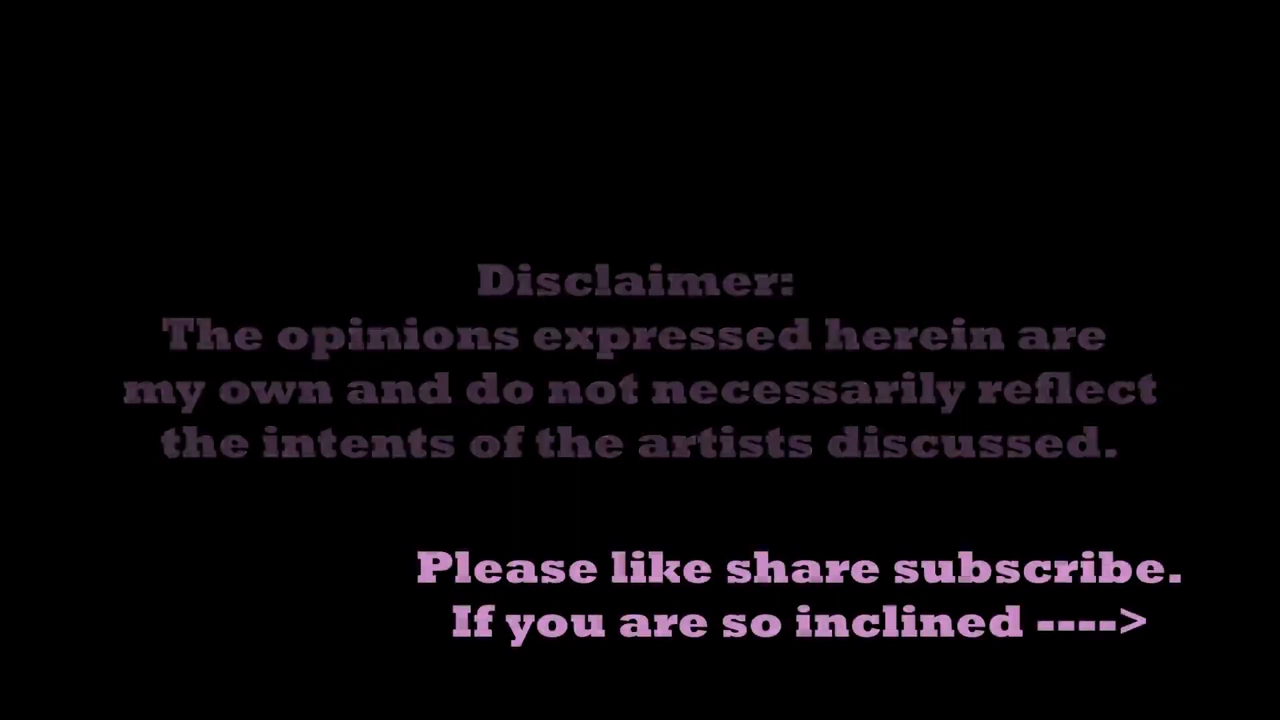 Disclaimer:
The opinions expressed herein are
my own and do not necessarily reflect
the intents of the artists discussed.
Please like share subscribe.
If you are so inclined ---->